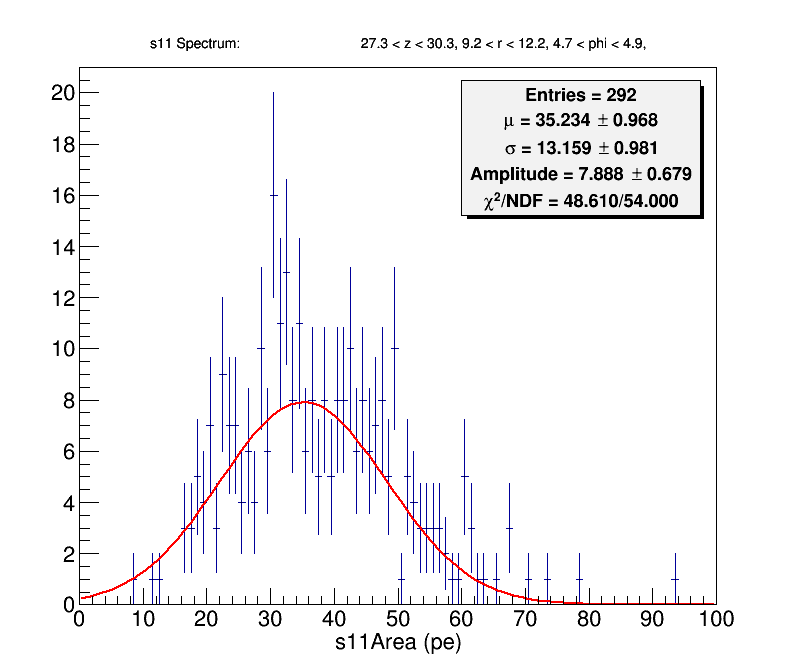 s11 Spectrum: 27.3 < z < 30.3, 9.2 < r < 12.2, 4.7 < phi < 4.9,
Entries = 292
μ = 35.234 ± 0.968
σ = 13.159 ± 0.981
Amplitude = 7.888 ± 0.679
χ²/NDF = 48.610/54.000
20
18
16
14
12
10
8
6
4
2
0
0 10 20 30 40 50 60 70 80 90 100
s11Area (pe)